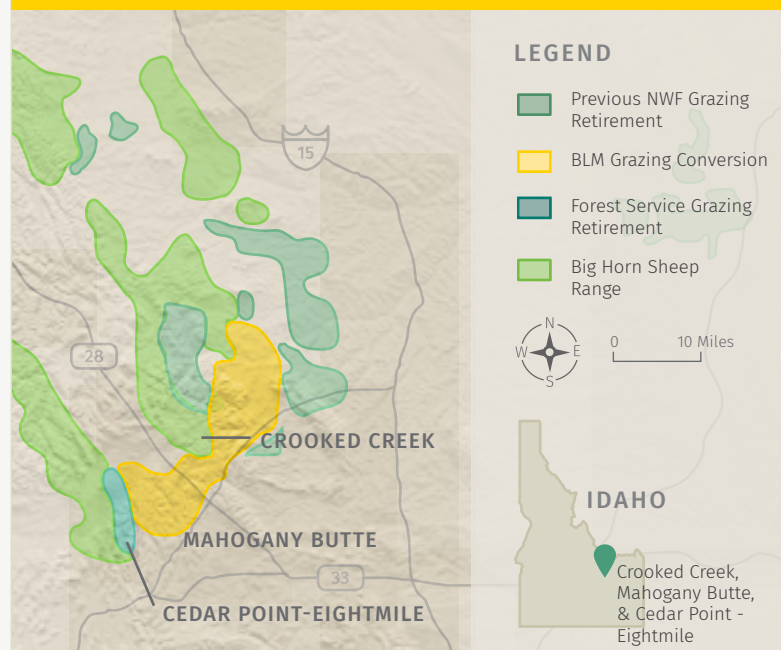 LEGEND
Previous NWF Grazing
Retirement
BLM Grazing Conversion
Forest Service Grazing
Retirement
Big Horn Sheep
Range
N
W
E
S
0
10 Miles
15
28
CROOKED CREEK
MAHOGANY BUTTE
33
CEDAR POINT-EIGHTMILE
IDAHO
Crooked Creek,
Mahogany Butte,
& Cedar Point -
Eightmile